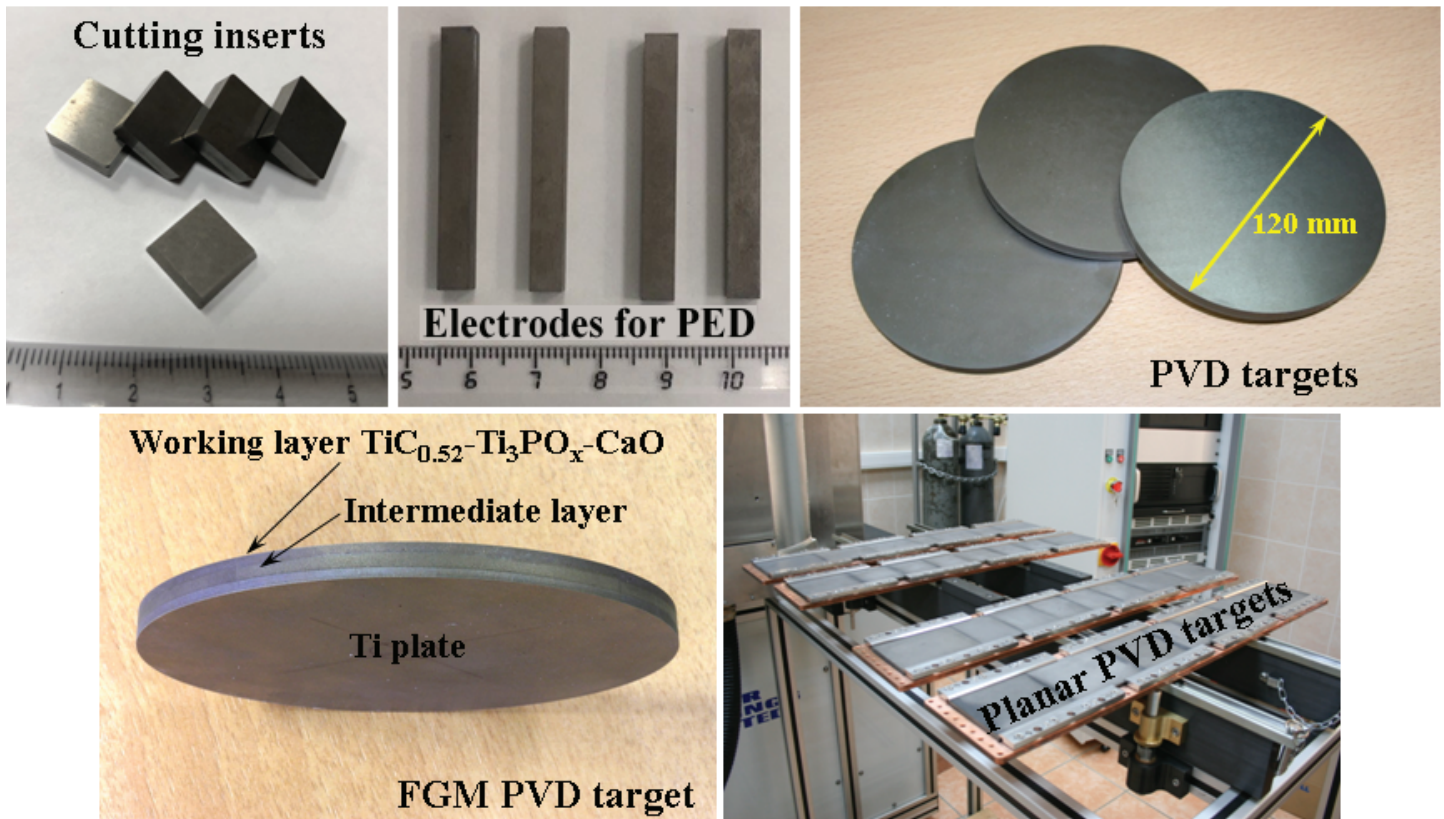 Cutting inserts
1 2 3 4 5
Electrodes for PED
5 6 7 8 9 10
120 mm
PVD targets
Working layer TiC₀.₅₂-Ti₃POₓ-CaO
Intermediate layer
Ti plate
FGM PVD target
Planar PVD targets